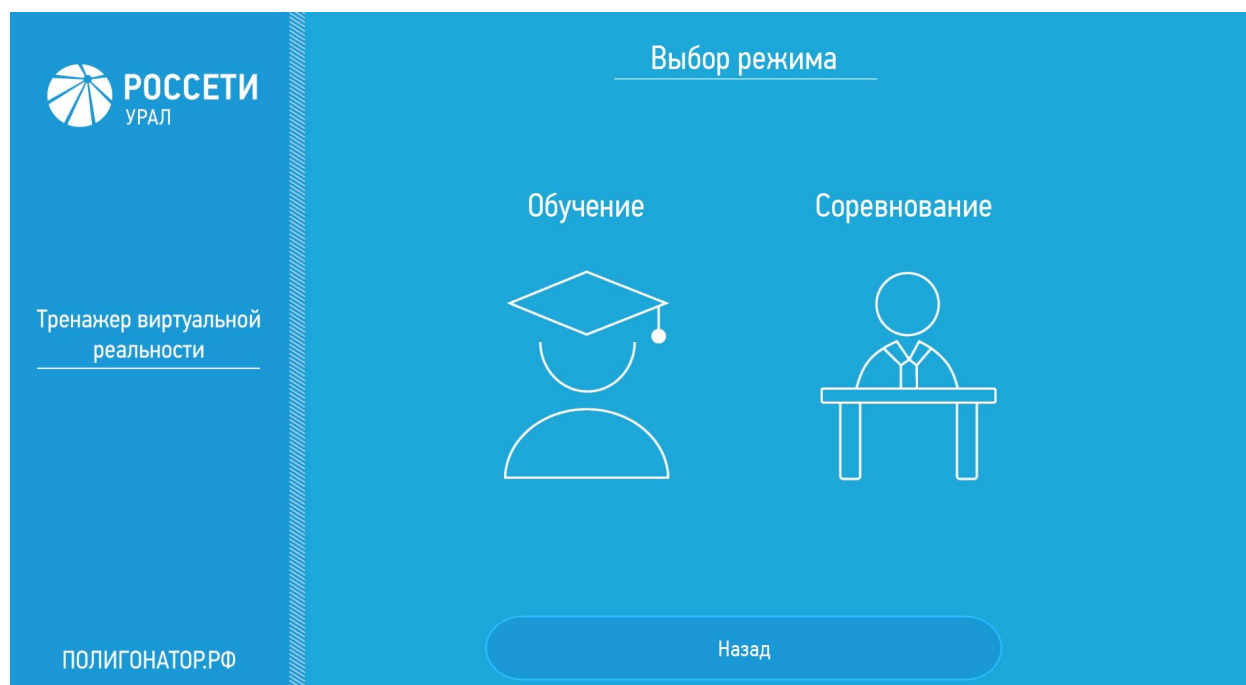 РОССЕТИ
УРАЛ
Тренажер виртуальной
реальности
ПОЛИГОНАТОР.РФ
Выбор режима
Обучение
Соревнование
Назад